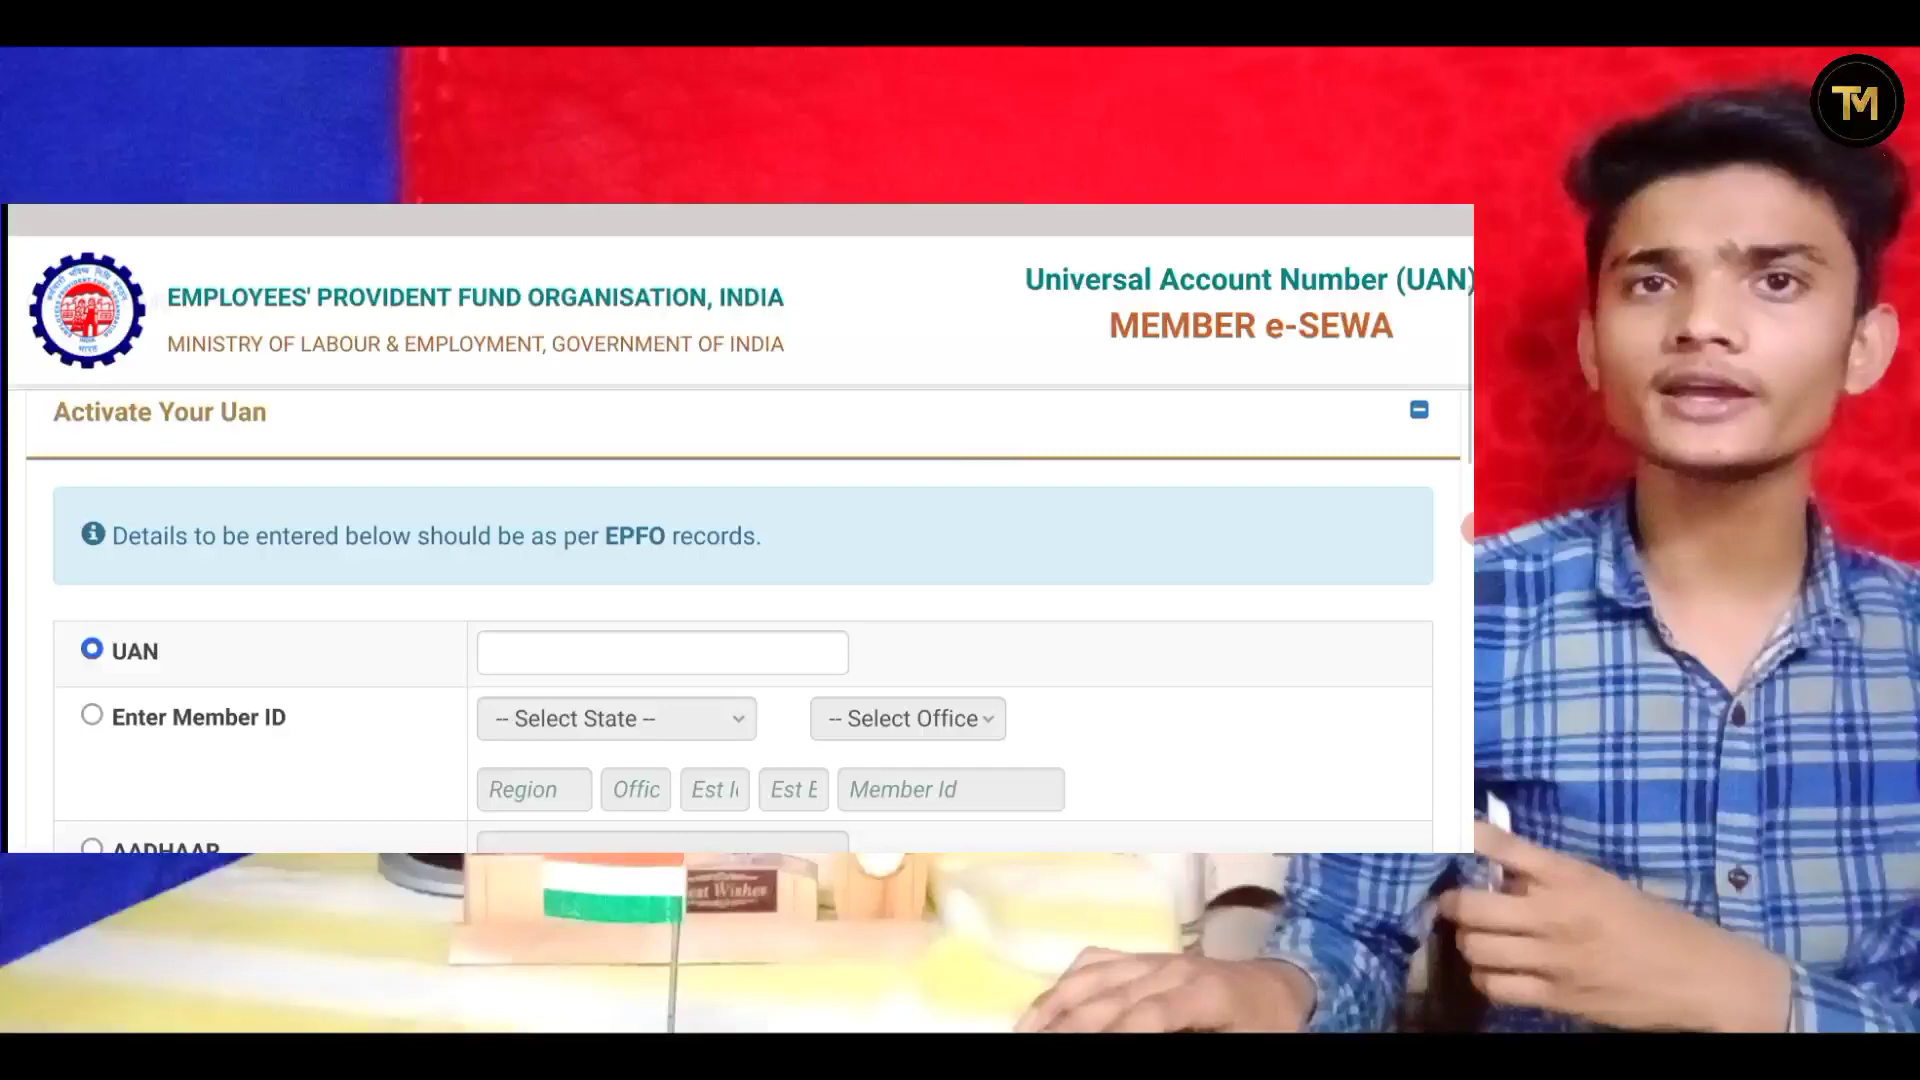 TM
EMPLOYEES' PROVIDENT FUND ORGANISATION, INDIA
MINISTRY OF LABOUR & EMPLOYMENT, GOVERNMENT OF INDIA
Universal Account Number (UAN)
MEMBER e-SEWA
Activate Your Uan
Details to be entered below should be as per EPFO records.
UAN
Enter Member ID
-- Select State --
-- Select Office
Region
Offic
Est
Est E
Member Id
AADHAAR
Wishes